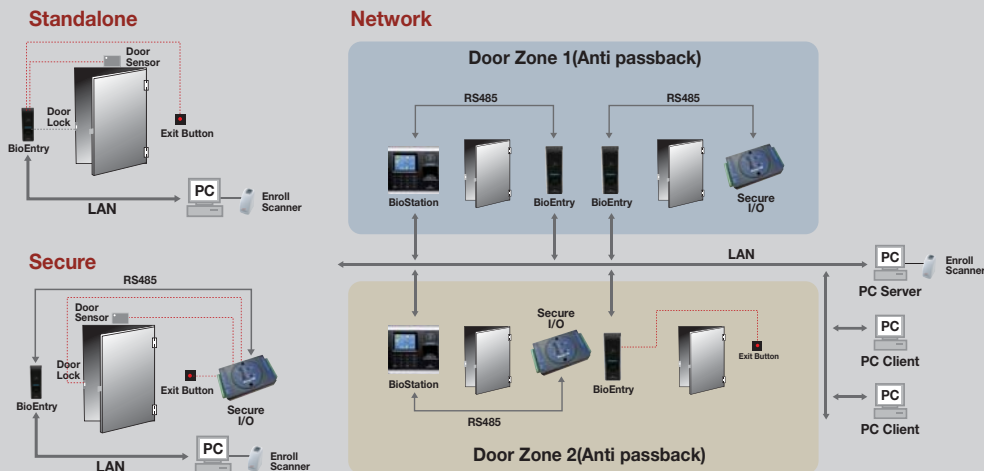 Standalone
Door
Sensor
Door
Lock
BioEntry
Exit Button
PC
Enroll
Scanner
LAN
Secure
RS485
Door
Sensor
Door
Lock
BioEntry
Exit Button
Secure
I/O
PC
Enroll
Scanner
LAN
Network
Door Zone 1(Anti passback)
RS485
RS485
BioStation
BioEntry
BioEntry
Secure
I/O
LAN
PC
Enroll
Scanner
PC Server
Secure
I/O
BioStation
BioEntry
Exit Button
RS485
Door Zone 2(Anti passback)
PC
PC Client
PC
PC Client